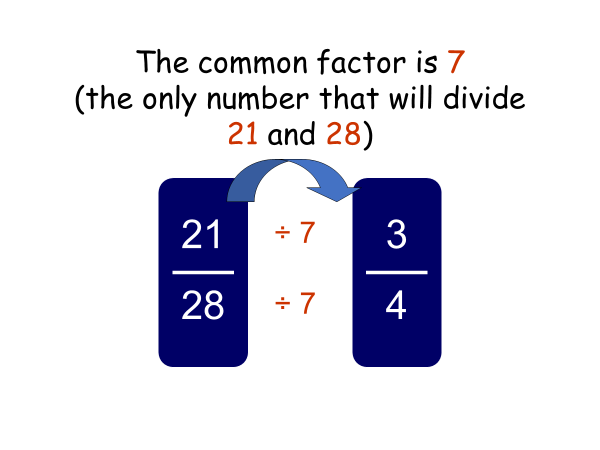 The common factor is 7
(the only number that will divide
21 and 28)
21 ÷ 7 3
28 ÷ 7 4